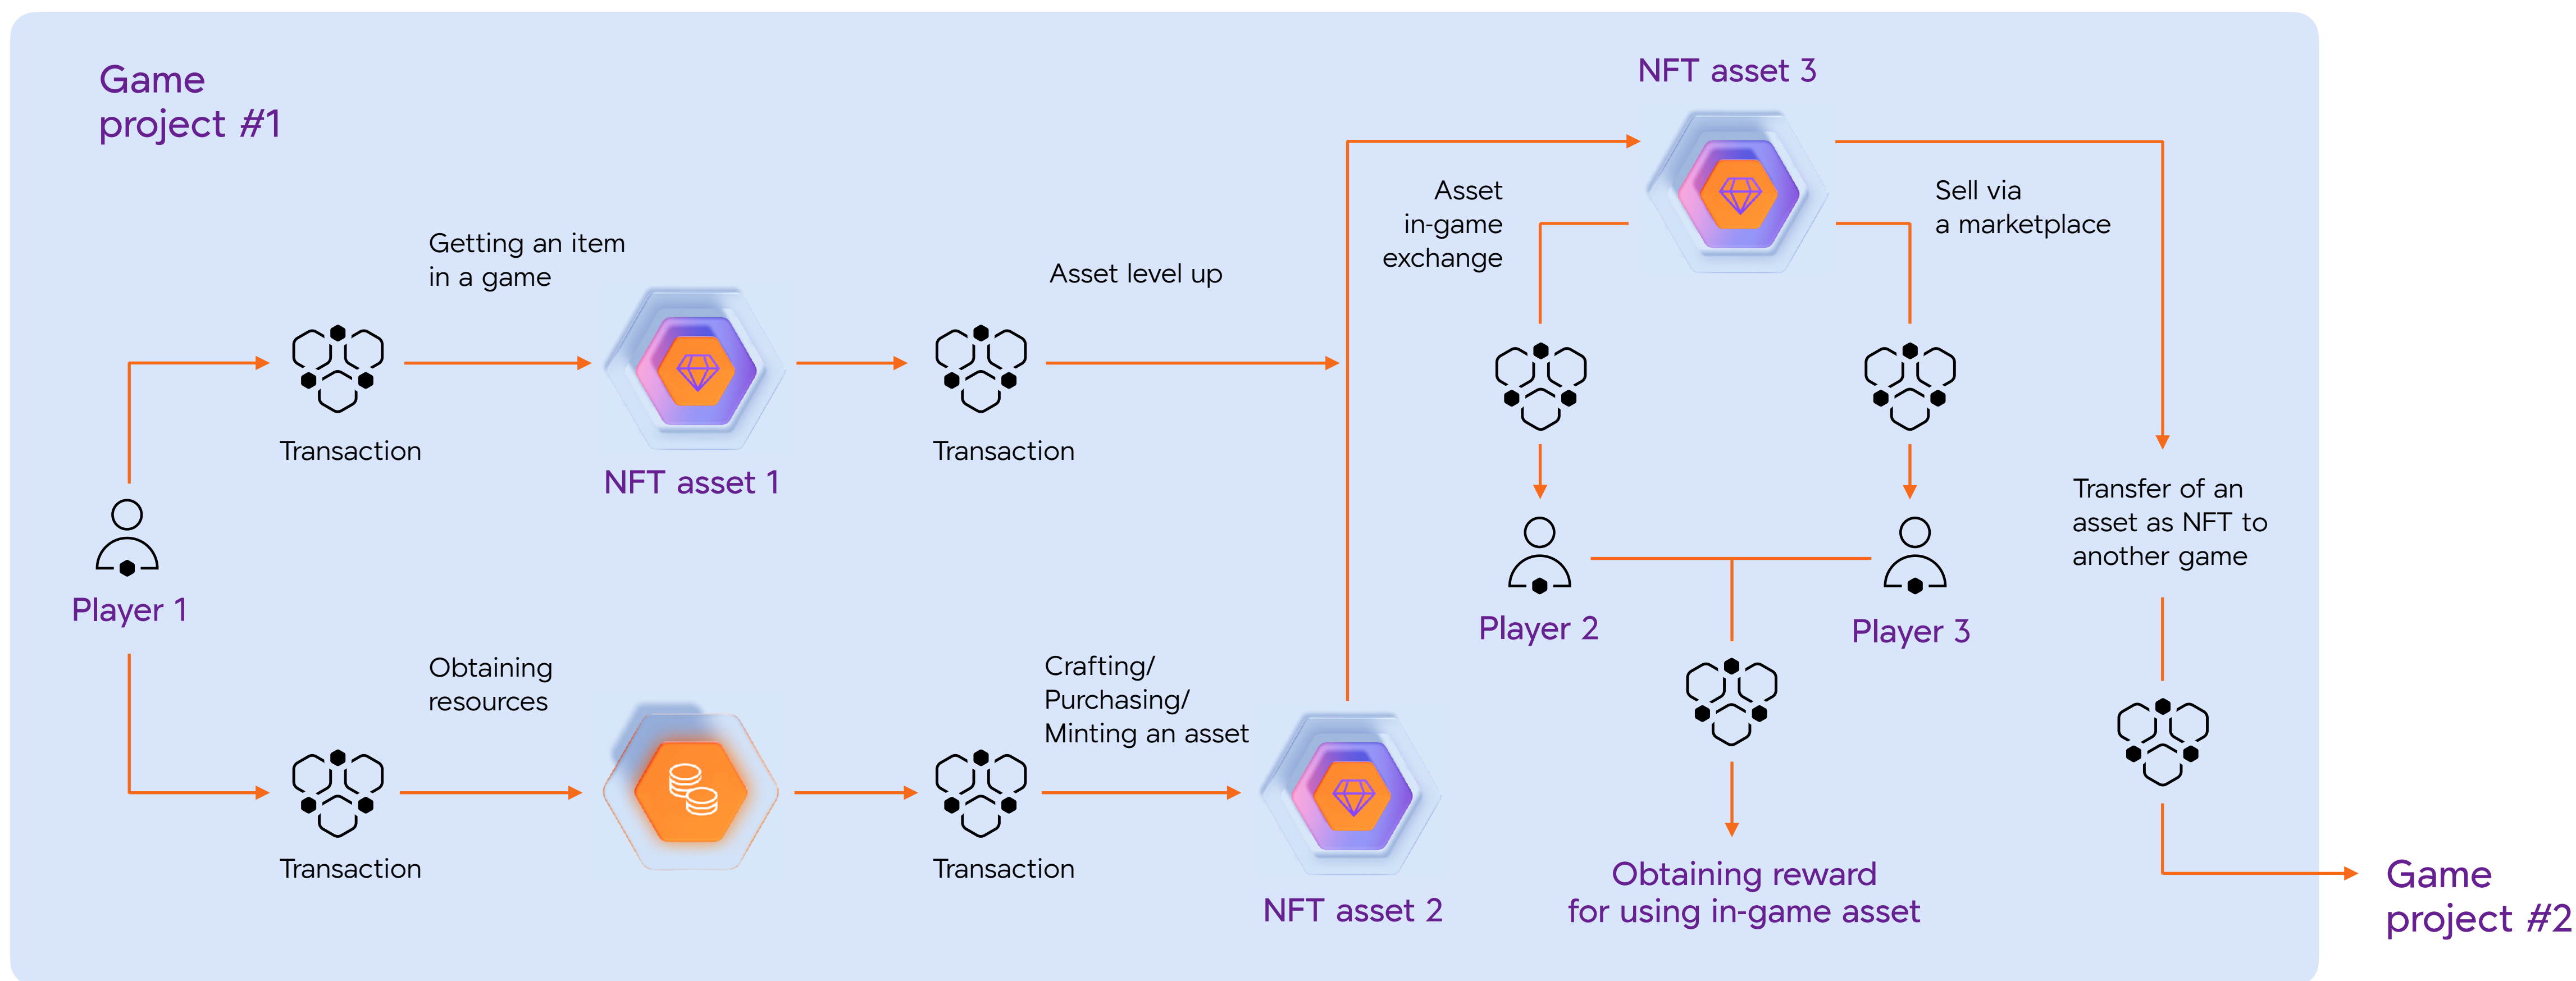 Game
project #1
NFT asset 3
Asset
in-game
exchange
Sell via
a marketplace
Getting an item
in a game
Asset level up
Transaction
NFT asset 1
Transaction
Transfer of an
asset as NFT to
another game
Player 1
Player 2
Player 3
Obtaining
resources
Crafting/
Purchasing/
Minting an asset
Transaction
Transaction
NFT asset 2
Obtaining reward
for using in-game asset
Game
project #2